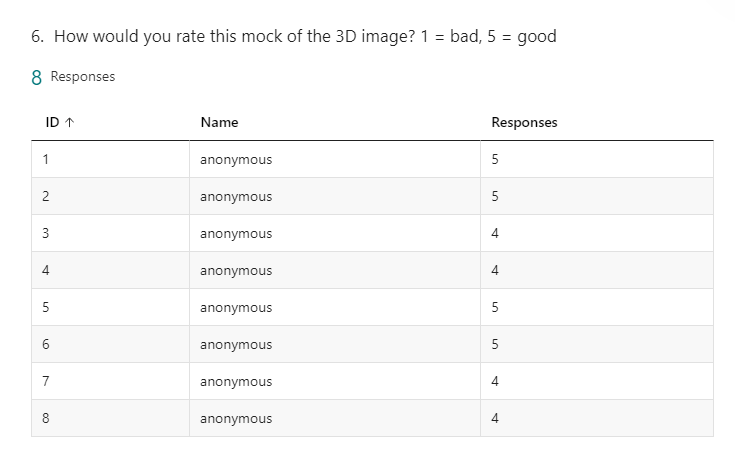 6. How would you rate this mock of the 3D image? 1 = bad, 5 = good
8 Responses
ID ↑ Name Responses
1 anonymous 5
2 anonymous 5
3 anonymous 4
4 anonymous 4
5 anonymous 5
6 anonymous 5
7 anonymous 4
8 anonymous 4